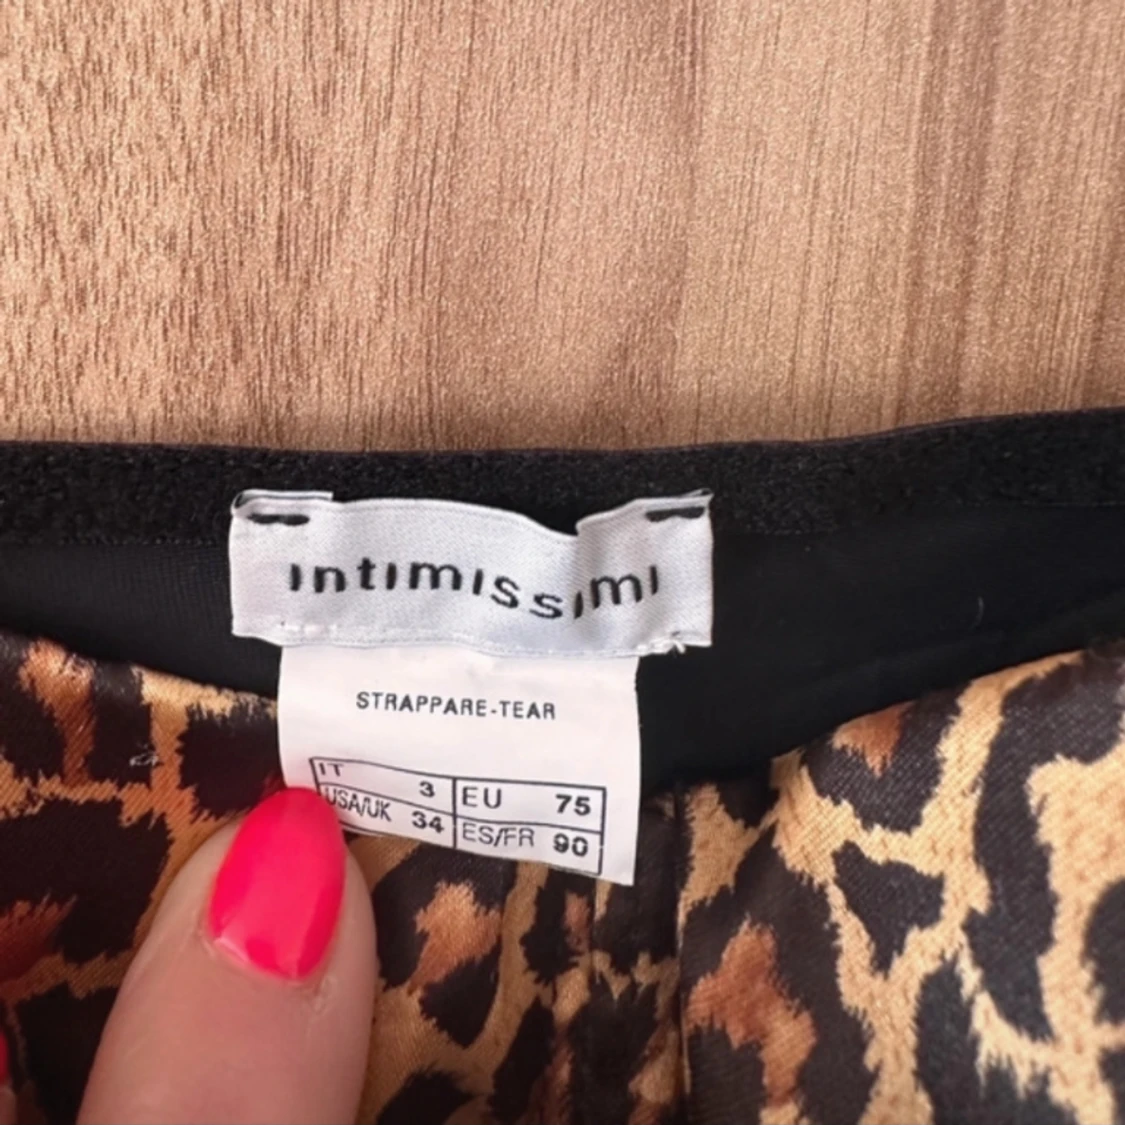 intimissimi
STRAPPARE-TEAR
IT 3 EU 75
USA/UK 34 ES/FR 90